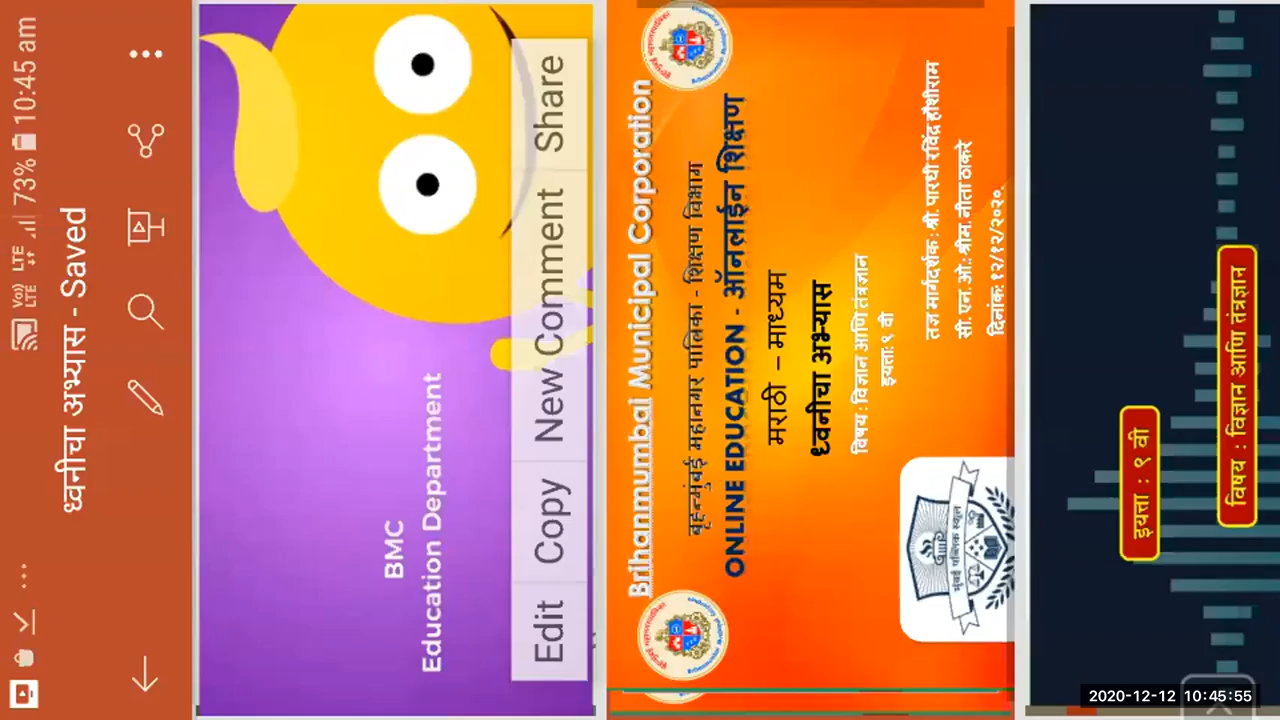 73% 10:45 am
ध्वनीचा अभ्यास - Saved
BMC
Education Department
Edit Copy New Comment Share
Brihanmumbai Municipal Corporation
बृहन्मुंबई महानगर पालिका - शिक्षण विभाग
ONLINE EDUCATION - ऑनलाईन शिक्षण
मराठी – माध्यम
ध्वनीचा अभ्यास
विषय : विज्ञान आणि तंत्रज्ञान
इयत्ता: ९ वी
तज्ञ मार्गदर्शक : श्री. पारधी रविंद्र हौशीराम
सी. एन. ओ.: श्रीम. नीता ठाकरे
दिनांक: १२/१२/२०२०.
मुंबई पब्लिक स्कूल
इयत्ता : ९ वी
विषय : विज्ञान आणि तंत्रज्ञान
2020-12-12 10:45:55